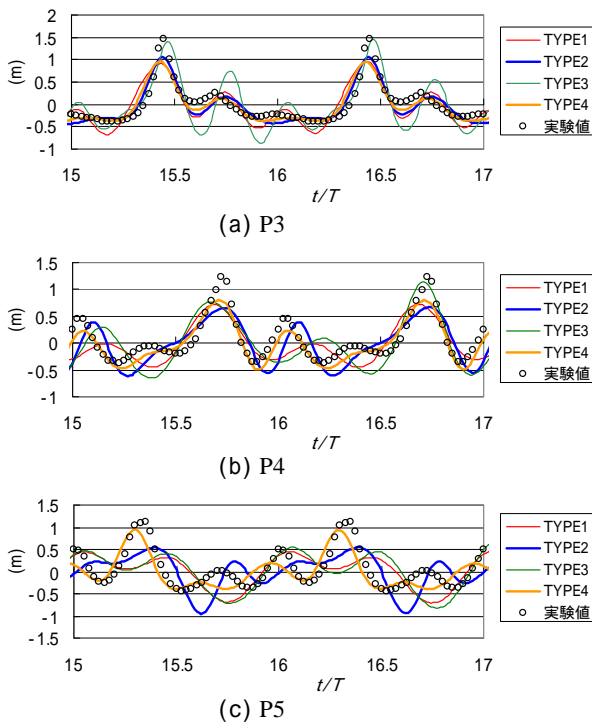 2
1.5
1
0.5
0
-0.5
1
(m)
15
15.5
16
16.5
17
t/T
TYPE1
TYPE2
TYPE3
TYPE4
実験値
(a) P3
1.5
1
0.5
0
-0.5
1
(m)
15
15.5
16
16.5
17
t/T
TYPE1
TYPE2
TYPE3
TYPE4
実験値
(b) P4
1.5
1
0.5
0
-0.5
-1
-1.5
(m)
15
15.5
16
16.5
17
t/T
TYPE1
TYPE2
TYPE3
TYPE4
実験値
(c) P5